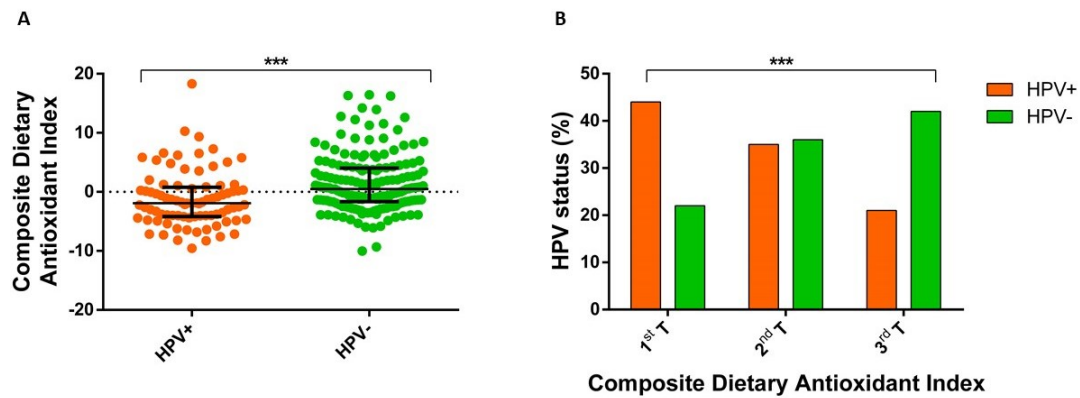 A
***
Composite Dietary
Antioxidant Index
20
10
0
-10
-20
HPV+
HPV-
B
***
HPV status (%)
50
40
30
20
10
0
1st T
2nd T
3rd T
Composite Dietary Antioxidant Index
HPV+
HPV-